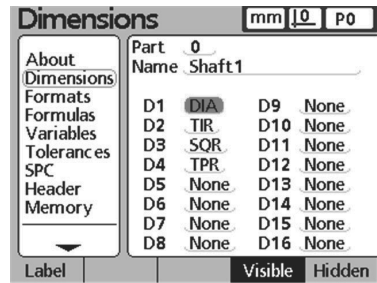 Dimensions mm 0 P0
About
Dimensions
Formats
Formulas
Variables
Tolerances
SPC
Header
Memory
Part 0
Name Shaft1
D1 DIA D9 None
D2 TIR D10 None
D3 SQR D11 None
D4 TPR D12 None
D5 None D13 None
D6 None D14 None
D7 None D15 None
D8 None D16 None
Label Visible Hidden